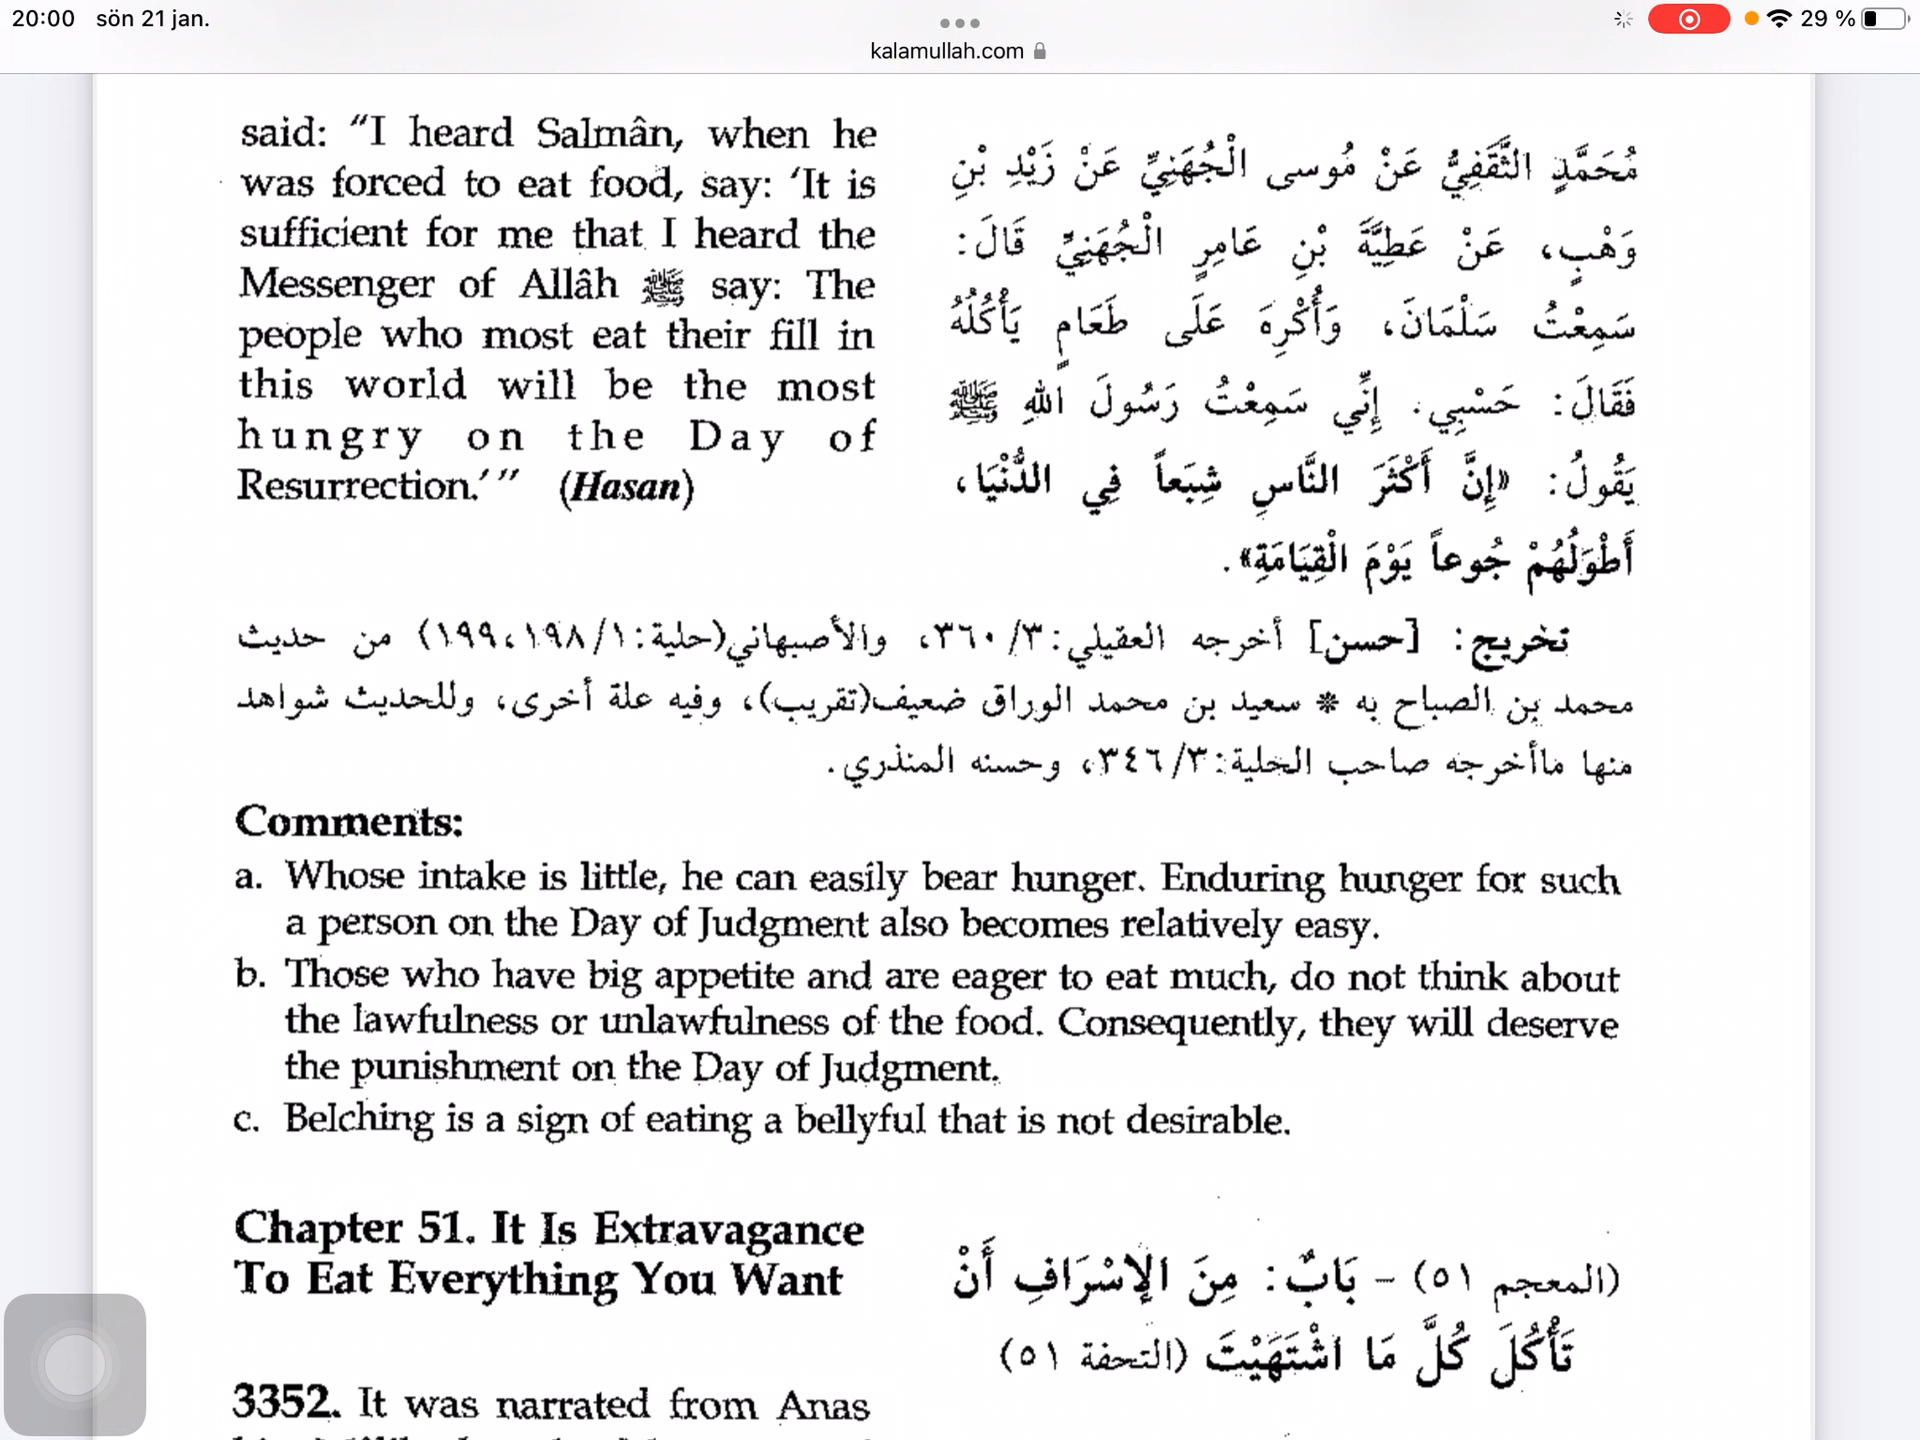 20:00 sön 21 jan.
29 %
kalamullah.com
said: “I heard Salmân, when he
was forced to eat food, say: ‘It is
sufficient for me that I heard the
Messenger of Allâh ﷺ say: The
people who most eat their fill in
this world will be the most
hungry on the Day of
Resurrection.’” (Hasan)
مُحَمَّدٍ الثَّقَفِيُّ عَنْ مُوسى الْجُهَنِيِّ عَنْ زَيْدِ بْنِ
وَهْبٍ، عَنْ عَطِيَّةَ بْنِ عَامِرٍ الْجُهَنِيِّ قَالَ:
سَمِعْتُ سَلْمَانَ، وَأُكْرِهَ عَلَى طَعَامٍ يَأْكُلُهُ
فَقَالَ: حَسْبِي. إِنِّي سَمِعْتُ رَسُولَ اللهِ ﷺ
يَقُولُ: «إِنَّ أَكْثَرَ النَّاسِ شِبَعاً فِي الدُّنْيَا،
أَطْوَلُهُمْ جُوعاً يَوْمَ الْقِيَامَةِ».
تخريج: [حسن] أخرجه العقيلي: ٣/ ٣٦٠، والأصبهاني(حلية: ١/ ١٩٨، ١٩٩) من حديث
محمد بن الصباح به * سعيد بن محمد الوراق ضعيف(تقريب)، وفيه علة أخرى، وللحديث شواهد
منها ماأخرجه صاحب الحلية: ٣/ ٣٤٦، وحسنه المنذري.
Comments:
a. Whose intake is little, he can easily bear hunger. Enduring hunger for such
a person on the Day of Judgment also becomes relatively easy.
b. Those who have big appetite and are eager to eat much, do not think about
the lawfulness or unlawfulness of the food. Consequently, they will deserve
the punishment on the Day of Judgment.
c. Belching is a sign of eating a bellyful that is not desirable.
Chapter 51. It Is Extravagance
To Eat Everything You Want
(المعجم ٥١) - بَابٌ: مِنَ الإِسْرَافِ أَنْ
تَأْكُلَ كُلَّ مَا اشْتَهَيْتَ (التحفة ٥١)
3352. It was narrated from Anas